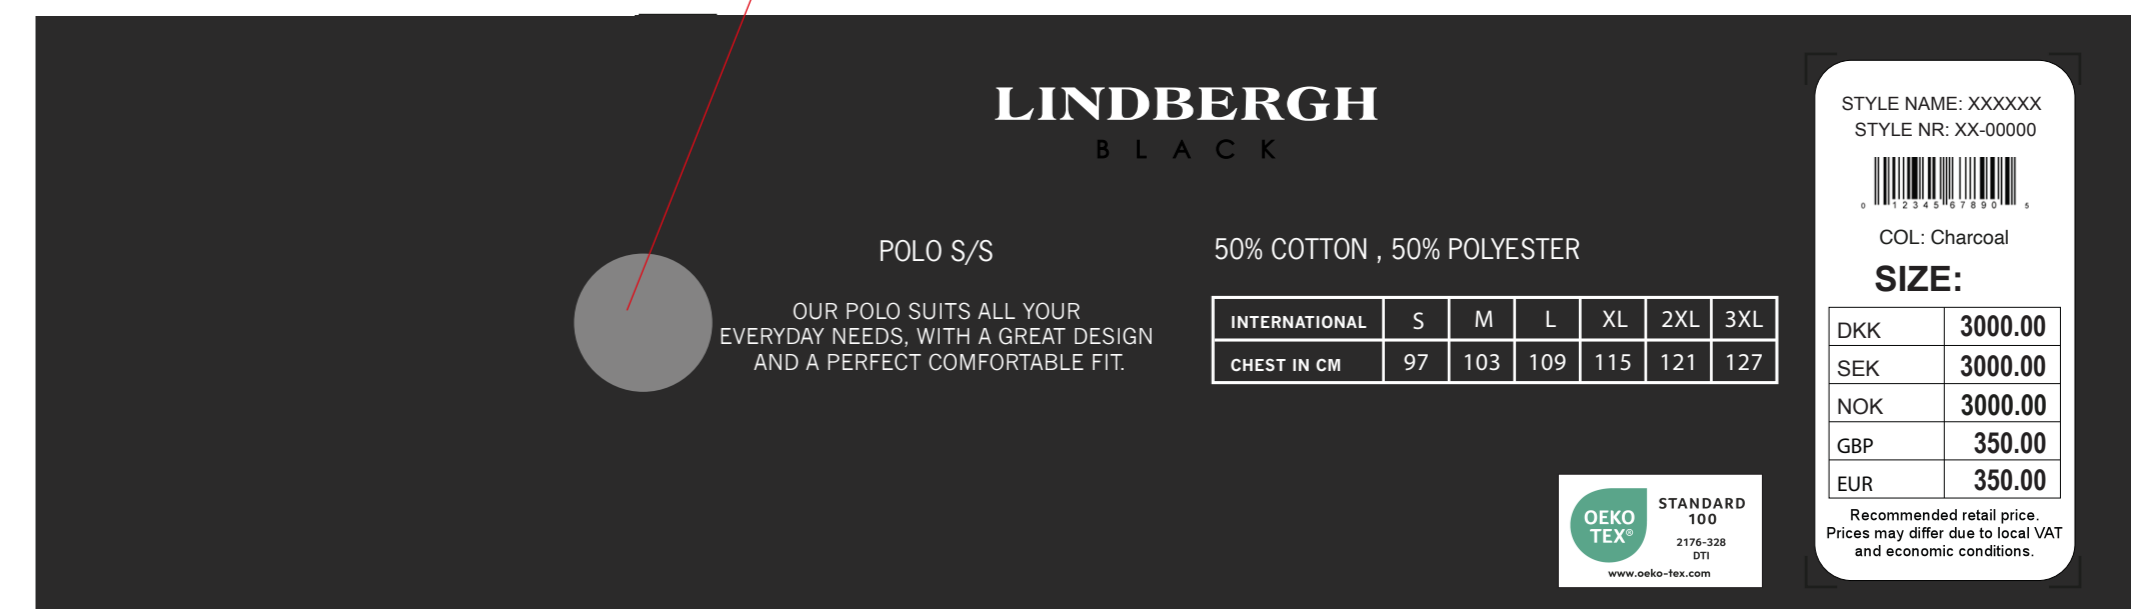 LINDBERGH
BLACK
POLO S/S
OUR POLO SUITS ALL YOUR
EVERYDAY NEEDS, WITH A GREAT DESIGN
AND A PERFECT COMFORTABLE FIT.
50% COTTON , 50% POLYESTER
INTERNATIONAL S M L XL 2XL 3XL
CHEST IN CM 97 103 109 115 121 127
OEKO
TEX®
STANDARD
100
2176-328
DTI
www.oeko-tex.com
STYLE NAME: XXXXXX
STYLE NR: XX-00000
0 12345 67890 5
COL: Charcoal
SIZE:
DKK 3000.00
SEK 3000.00
NOK 3000.00
GBP 350.00
EUR 350.00
Recommended retail price.
Prices may differ due to local VAT
and economic conditions.